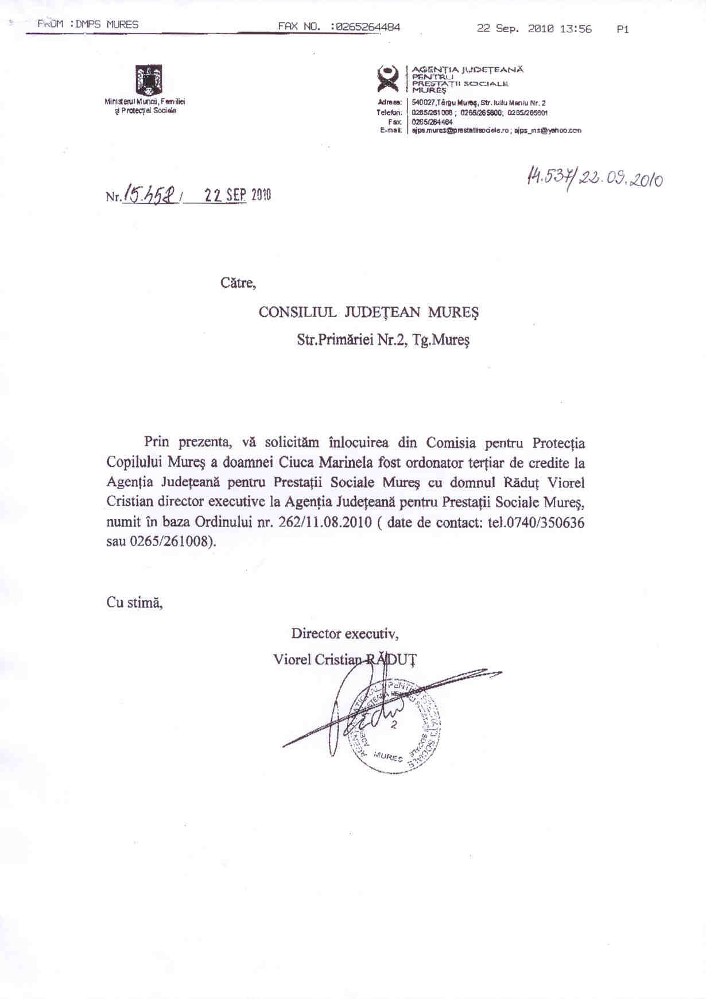 FROM :DMPS MURES FAX NO. :0265264484 22 Sep. 2010 13:56 P1
Ministerul Muncii, Familiei
şi Protecţiei Sociale
AGENŢIA JUDEŢEANĂ
PENTRU
PRESTAŢII SOCIALE
MUREŞ
Adresa: 540027,Târgu Mureş, Str. Iuliu Maniu Nr. 2
Telefon: 0265/261008 ; 0265/265600; 0265/265601
Fax: 0265/264484
E-mail: ajps.mures@prestatiisociale.ro ; ajps_ms@yahoo.com
14.537/22.09.2010
Nr. / 22 SEP. 2010
Către,
CONSILIUL JUDEŢEAN MUREŞ
Str.Primăriei Nr.2, Tg.Mureş
Prin prezenta, vă solicităm înlocuirea din Comisia pentru Protecţia
Copilului Mureş a doamnei Ciuca Marinela fost ordonator terţiar de credite la
Agenţia Judeţeană pentru Prestaţii Sociale Mureş cu domnul Răduţ Viorel
Cristian director executive la Agenţia Judeţeană pentru Prestaţii Sociale Mureş,
numit în baza Ordinului nr. 262/11.08.2010 ( date de contact: tel.0740/350636
sau 0265/261008).
Cu stimă,
Director executiv,
Viorel Cristian RĂDUŢ
2
MUREŞ